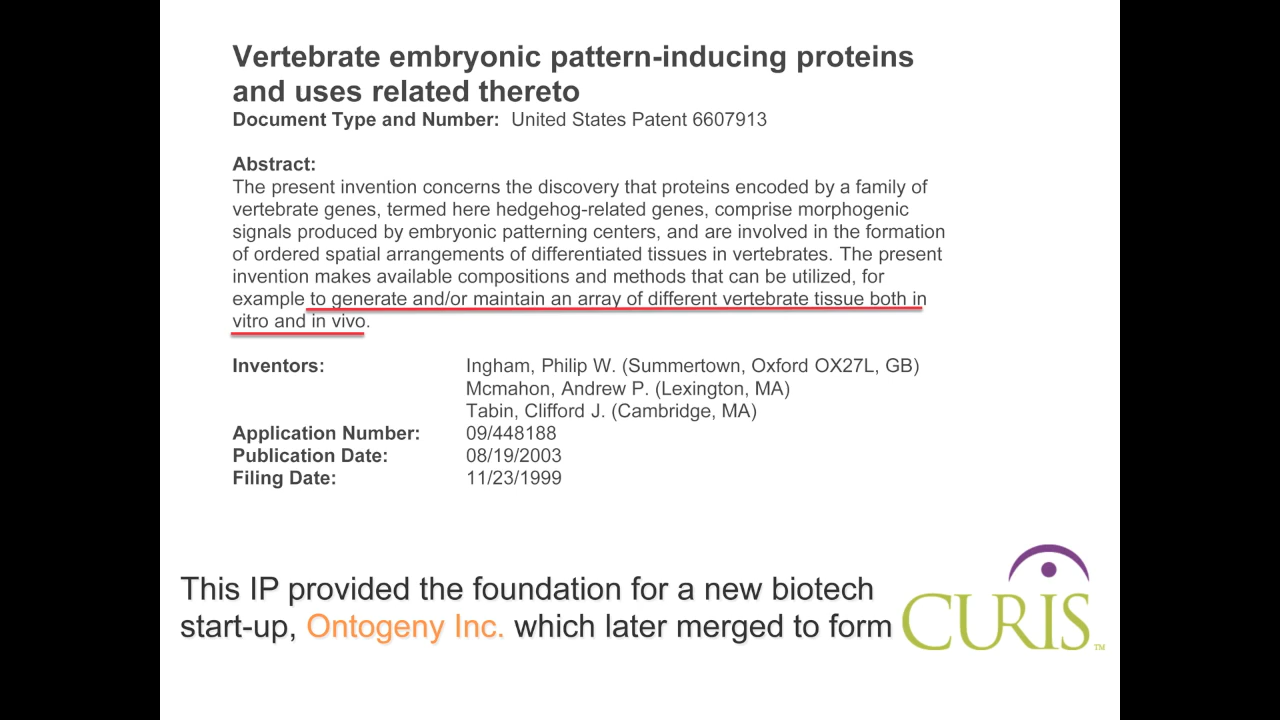 Vertebrate embryonic pattern-inducing proteins
and uses related thereto
Document Type and Number: United States Patent 6607913
Abstract:
The present invention concerns the discovery that proteins encoded by a family of
vertebrate genes, termed here hedgehog-related genes, comprise morphogenic
signals produced by embryonic patterning centers, and are involved in the formation
of ordered spatial arrangements of differentiated tissues in vertebrates. The present
invention makes available compositions and methods that can be utilized, for
example to generate and/or maintain an array of different vertebrate tissue both in
vitro and in vivo.
Inventors: Ingham, Philip W. (Summertown, Oxford OX27L, GB)
Mcmahon, Andrew P. (Lexington, MA)
Tabin, Clifford J. (Cambridge, MA)
Application Number: 09/448188
Publication Date: 08/19/2003
Filing Date: 11/23/1999
This IP provided the foundation for a new biotech
start-up, Ontogeny Inc. which later merged to form
CURIS TM